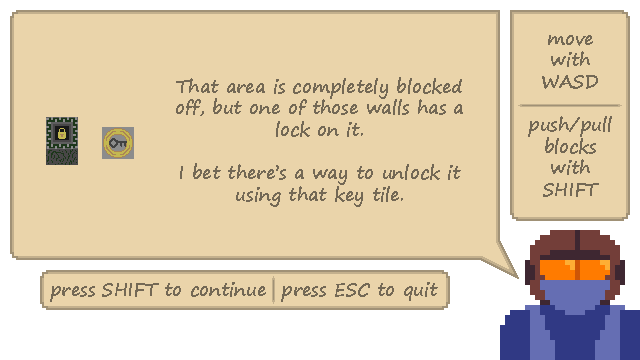 That area is completely blocked
off, but one of those walls has a
lock on it.
I bet there's a way to unlock it
using that key tile.
move
with
WASD
push/pull
blocks
with
SHIFT
press SHIFT to continue
press ESC to quit